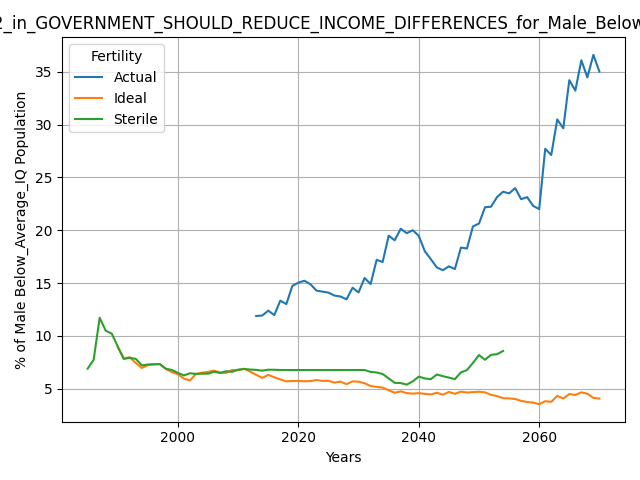 2_in_GOVERNMENT_SHOULD_REDUCE_INCOME_DIFFERENCES_for_Male_Below
Fertility
Actual
Ideal
Sterile
% of Male Below_Average_IQ Population
35
30
25
20
15
10
5
2000 2020 2040 2060
Years